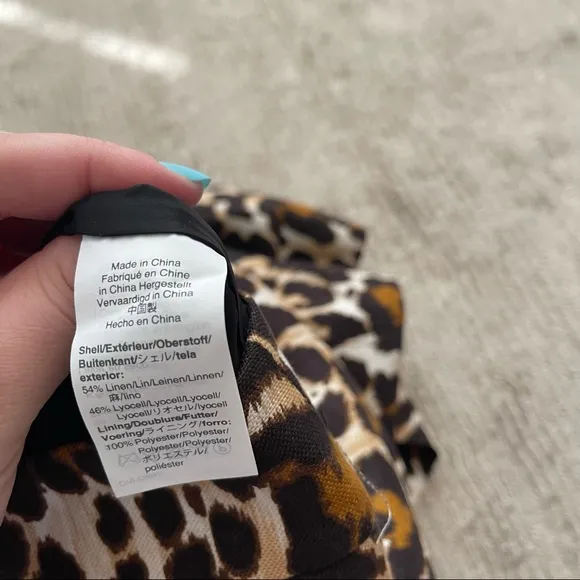 Made in China
Fabriqué en Chine
in China Hergestellt
Vervaardigd in China
中国製
Hecho en China
Shell/Extérieur/Oberstoff/
Buitenkant/シェル/tela
exterior:
54% Linen/Lin/Leinen/Linnen/
麻/lino
46% Lyocell/Lyocell/Lyocell/
Lyocell/リオセル/lyocell
Lining/Doublure/Futter/
Voering/ライニング/forro:
100% Polyester/Polyester/
Polyester/Polyester/
ポリエステル/
poliéster